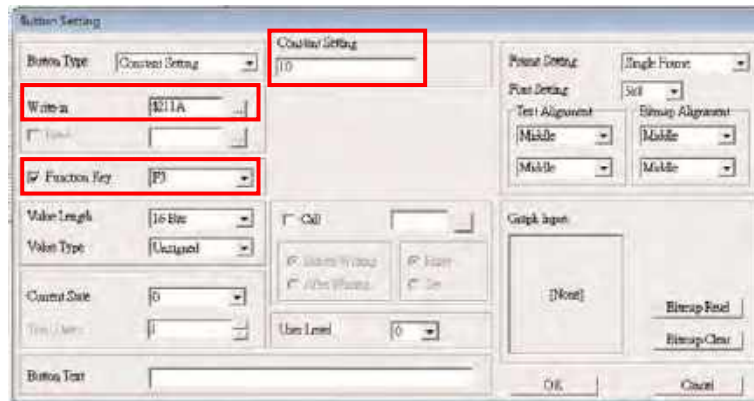 Button Setting
Button Type
Constant Setting
Write-in
$211A
...
...
Function Key
F3
Value Length
16 Bits
Value Type
Unsigned
Current State
0
1
Button Text
Constant Setting
10
Call
...
Before Writing
After Writing
Enter
User Level
0
Frame Setting
Single Frame
Font Setting
5x8
Text Alignment
Middle
Middle
Bitmap Alignment
Middle
Middle
Graph Input
[None]
Bitmap Read
Bitmap Clear
OK
Cancel